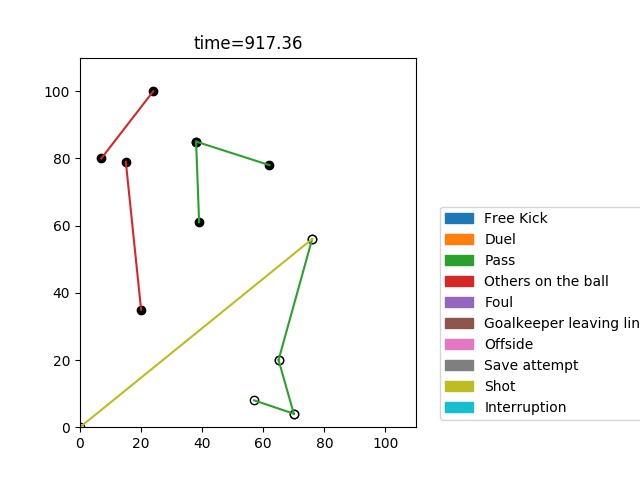 time=917.36
100
80
60
40
20
0
0 20 40 60 80 100
Free Kick
Duel
Pass
Others on the ball
Foul
Goalkeeper leaving lin
Offside
Save attempt
Shot
Interruption